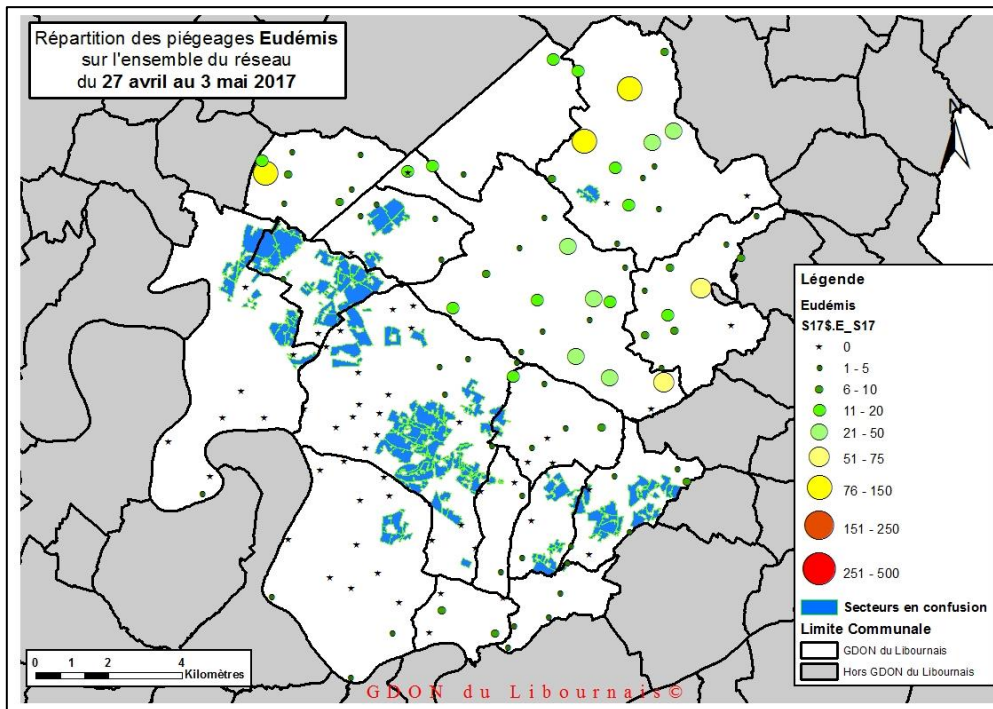 Répartition des piégeages Eudémis
sur l'ensemble du réseau
du 27 avril au 3 mai 2017
N
Légende
Eudémis
S17$.E_S17
0
1 - 5
6 - 10
11 - 20
21 - 50
51 - 75
76 - 150
151 - 250
251 - 500
Secteurs en confusion
Limite Communale
GDON du Libournais
Hors GDON du Libournais
0 1 2 4
Kilomètres
GDON du Libournais©